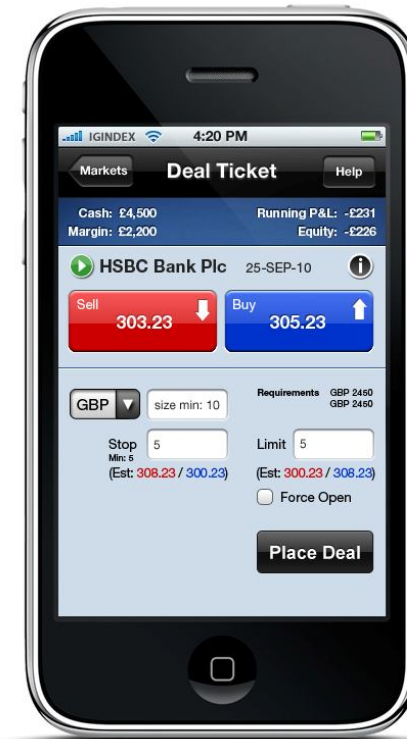 IGINDEX 4:20 PM
Markets Deal Ticket Help
Cash: £4,500 Running P&L: -£231
Margin: £2,200 Equity: -£226
HSBC Bank Plc 25-SEP-10
Sell Buy
303.23 305.23
GBP size min: 10 Requirements GBP 2450
GBP 2450
Stop 5 Limit 5
Min: 5
(Est: 308.23 / 300.23) (Est: 300.23 / 308.23)
Force Open
Place Deal